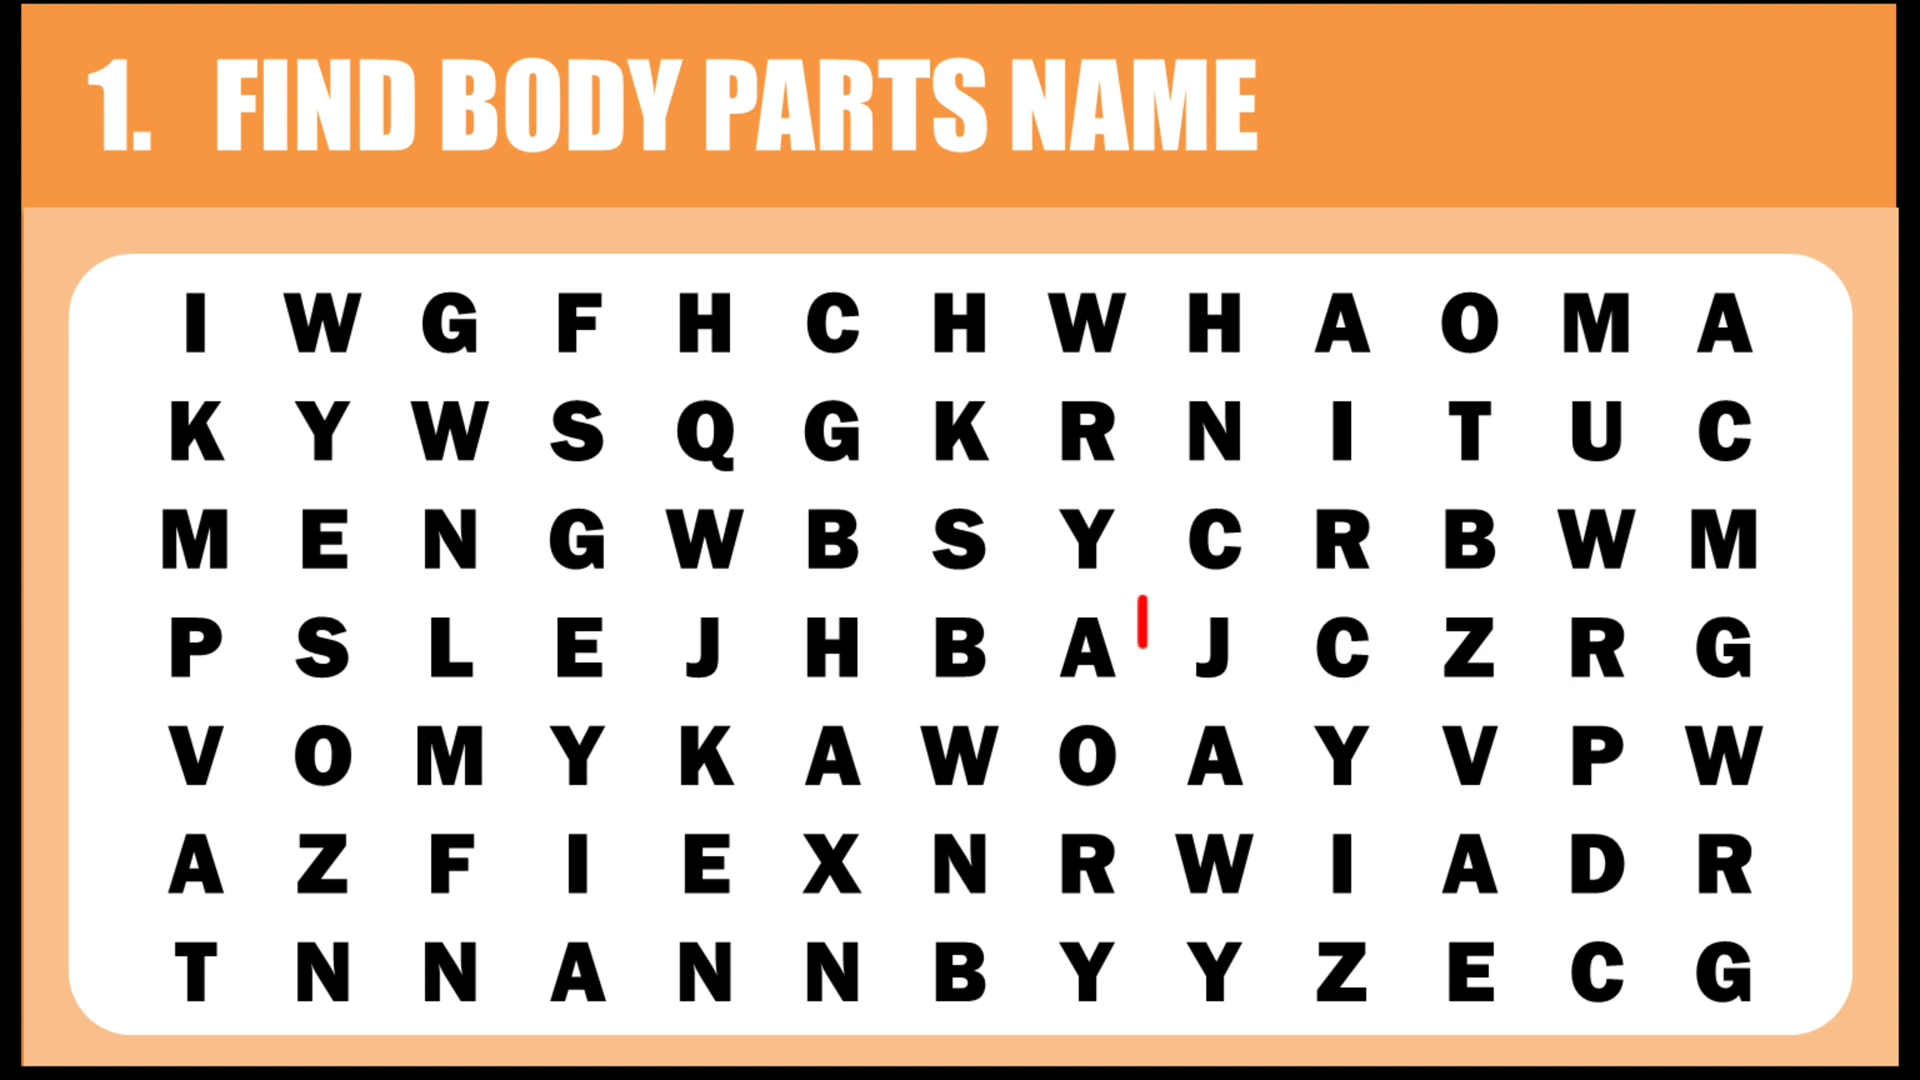 1. FIND BODY PARTS NAME
I W G F H C H W H A O M A
K Y W S Q G K R N I T U C
M E N G W B S Y C R B W M
P S L E J H B A J C Z R G
V O M Y K A W O A Y V P W
A Z F I E X N R W I A D R
T N N A N N B Y Y Z E C G